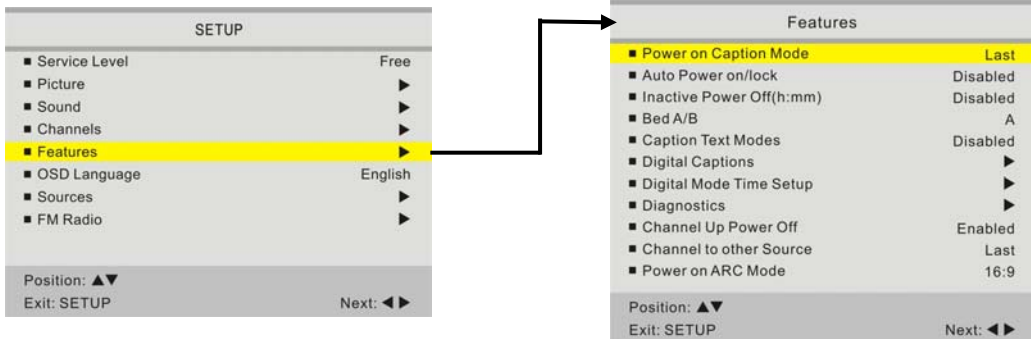 SETUP
■ Service Level Free
■ Picture ▶
■ Sound ▶
■ Channels ▶
■ Features ▶
■ OSD Language English
■ Sources ▶
■ FM Radio ▶
Position: ▲▼
Exit: SETUP Next: ◀ ▶
Features
■ Power on Caption Mode Last
■ Auto Power on/lock Disabled
■ Inactive Power Off(h:mm) Disabled
■ Bed A/B A
■ Caption Text Modes Disabled
■ Digital Captions ▶
■ Digital Mode Time Setup ▶
■ Diagnostics ▶
■ Channel Up Power Off Enabled
■ Channel to other Source Last
■ Power on ARC Mode 16:9
Position: ▲▼
Exit: SETUP Next: ◀ ▶